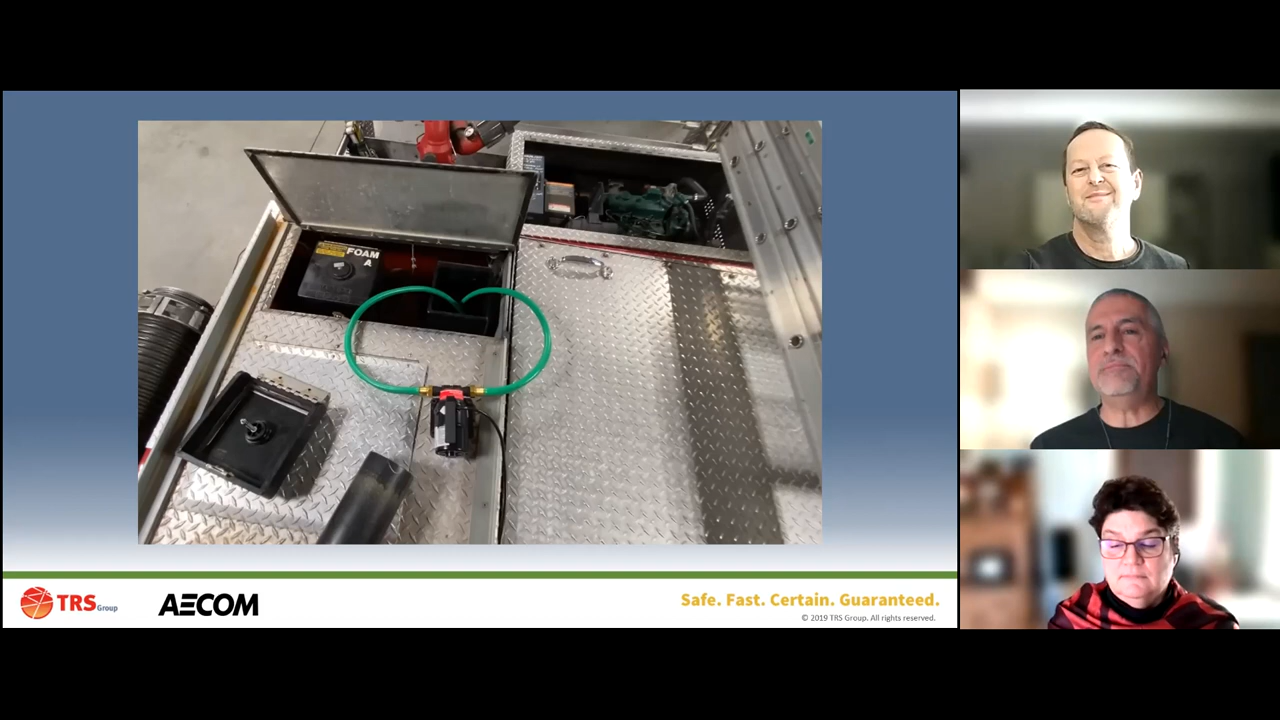 FOAM
A
TRS Group
AECOM
Safe. Fast. Certain. Guaranteed.
© 2019 TRS Group. All rights reserved.